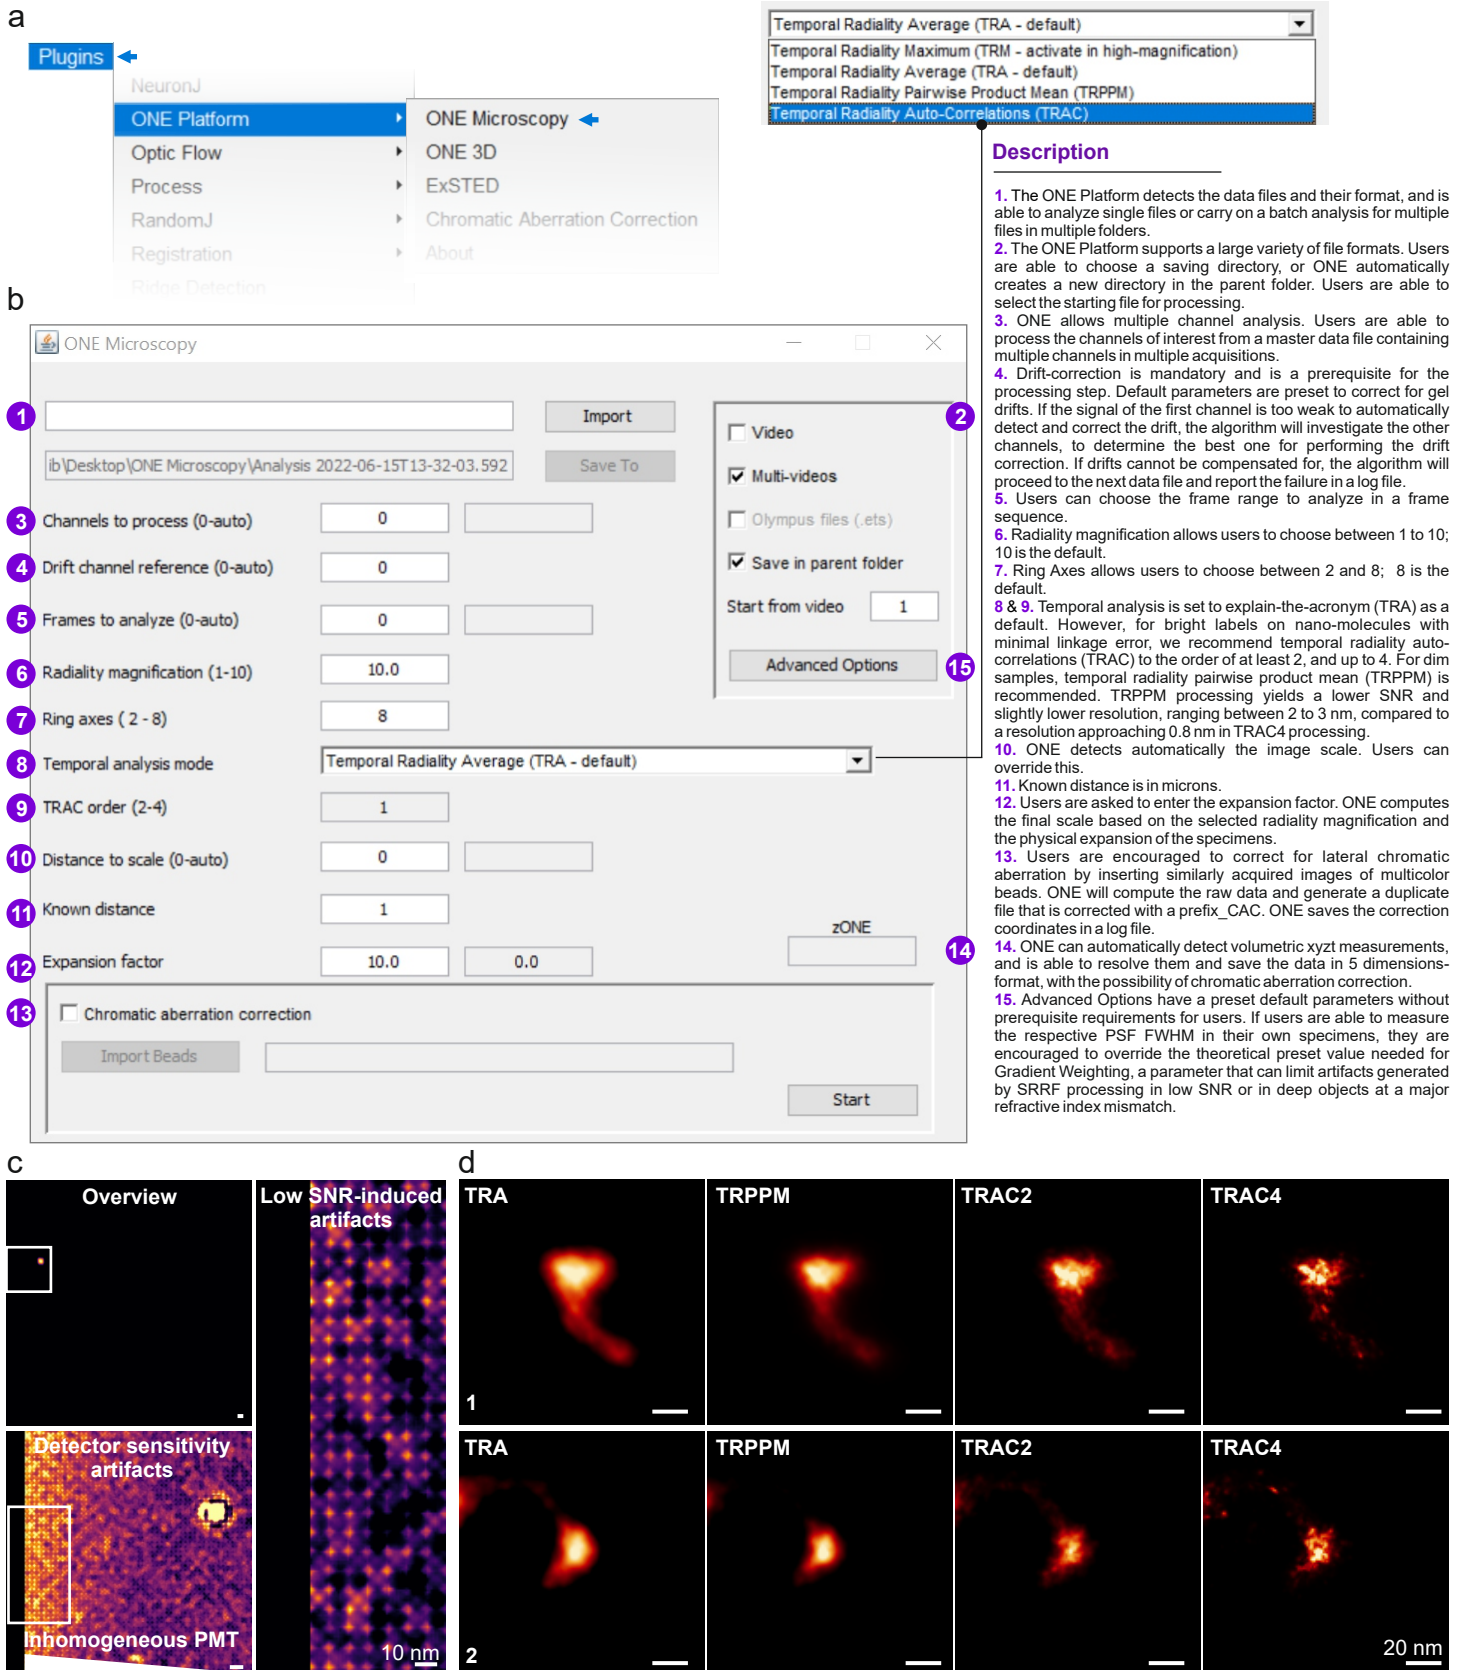 a
Plugins
NeuronJ
ONE Platform
Optic Flow
Process
RandomJ
Registration
Ridge Detection
ONE Microscopy
ONE 3D
ExSTED
Chromatic Aberration Correction
About
Temporal Radiality Average (TRA - default)
Temporal Radiality Maximum (TRM - activate in high-magnification)
Temporal Radiality Average (TRA - default)
Temporal Radiality Pairwise Product Mean (TRPPM)
Temporal Radiality Auto-Correlations (TRAC)
b
ONE Microscopy
1
Import
ib\Desktop\ONE Microscopy\Analysis 2022-06-15T13-32-03.592
Save To
3 Channels to process (0-auto) 0
4 Drift channel reference (0-auto) 0
5 Frames to analyze (0-auto) 0
6 Radiality magnification (1-10) 10.0
7 Ring axes ( 2 - 8) 8
8 Temporal analysis mode Temporal Radiality Average (TRA - default)
9 TRAC order (2-4) 1
10 Distance to scale (0-auto) 0
11 Known distance 1
12 Expansion factor 10.0 0.0
13 Chromatic aberration correction
Import Beads
Start
2
Video
Multi-videos
Olympus files (.ets)
Save in parent folder
Start from video 1
Advanced Options 15
zONE
14
Description
1. The ONE Platform detects the data files and their format, and is
able to analyze single files or carry on a batch analysis for multiple
files in multiple folders.
2. The ONE Platform supports a large variety of file formats. Users
are able to choose a saving directory, or ONE automatically
creates a new directory in the parent folder. Users are able to
select the starting file for processing.
3. ONE allows multiple channel analysis. Users are able to
process the channels of interest from a master data file containing
multiple channels in multiple acquisitions.
4. Drift-correction is mandatory and is a prerequisite for the
processing step. Default parameters are preset to correct for gel
drifts. If the signal of the first channel is too weak to automatically
detect and correct the drift, the algorithm will investigate the other
channels, to determine the best one for performing the drift
correction. If drifts cannot be compensated for, the algorithm will
proceed to the next data file and report the failure in a log file.
5. Users can choose the frame range to analyze in a frame
sequence.
6. Radiality magnification allows users to choose between 1 to 10;
10 is the default.
7. Ring Axes allows users to choose between 2 and 8; 8 is the
default.
8 & 9. Temporal analysis is set to explain-the-acronym (TRA) as a
default. However, for bright labels on nano-molecules with
minimal linkage error, we recommend temporal radiality auto-
correlations (TRAC) to the order of at least 2, and up to 4. For dim
samples, temporal radiality pairwise product mean (TRPPM) is
recommended. TRPPM processing yields a lower SNR and
slightly lower resolution, ranging between 2 to 3 nm, compared to
a resolution approaching 0.8 nm in TRAC4 processing.
10. ONE detects automatically the image scale. Users can
override this.
11. Known distance is in microns.
12. Users are asked to enter the expansion factor. ONE computes
the final scale based on the selected radiality magnification and
the physical expansion of the specimens.
13. Users are encouraged to correct for lateral chromatic
aberration by inserting similarly acquired images of multicolor
beads. ONE will compute the raw data and generate a duplicate
file that is corrected with a prefix_CAC. ONE saves the correction
coordinates in a log file.
14. ONE can automatically detect volumetric xyzt measurements,
and is able to resolve them and save the data in 5 dimensions-
format, with the possibility of chromatic aberration correction.
15. Advanced Options have a preset default parameters without
prerequisite requirements for users. If users are able to measure
the respective PSF FWHM in their own specimens, they are
encouraged to override the theoretical preset value needed for
Gradient Weighting, a parameter that can limit artifacts generated
by SRRF processing in low SNR or in deep objects at a major
refractive index mismatch.
c
Overview
Low SNR-induced
artifacts
Detector sensitivity
artifacts
Inhomogeneous PMT
10 nm
d
TRA
TRPPM
TRAC2
TRAC4
1
TRA
TRPPM
TRAC2
TRAC4
2
20 nm